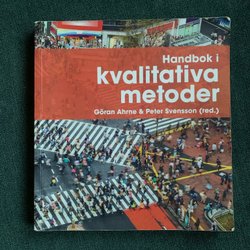 Handbok i
kvalitativa
metoder
Göran Ahrne & Peter Svensson (red.)